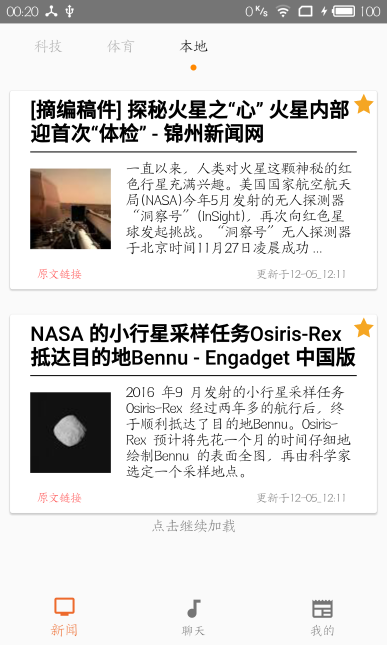 00:20 0 K/s 100
科技 体育 本地
[摘编稿件] 探秘火星之“心” 火星内部
迎首次“体检” - 锦州新闻网
一直以来，人类对火星这颗神秘的红
色行星充满兴趣。美国国家航空航天
局(NASA)今年5月发射的无人探测器
“洞察号”(InSight)，再次向红色星
球发起挑战。“洞察号”无人探测器
于北京时间11月27日凌晨成功 ...
原文链接 更新于12-05_12:11
NASA 的小行星采样任务Osiris-Rex
抵达目的地Bennu - Engadget 中国版
2016 年9 月发射的小行星采样任务
Osiris-Rex 经过两年多的航行后，终
于顺利抵达了目的地Bennu。Osiris-
Rex 预计将先花一个月的时间仔细地
绘制Bennu 的表面全图，再由科学家
选定一个采样地点。
原文链接 更新于12-05_12:11
点击继续加载
新闻 聊天 我的